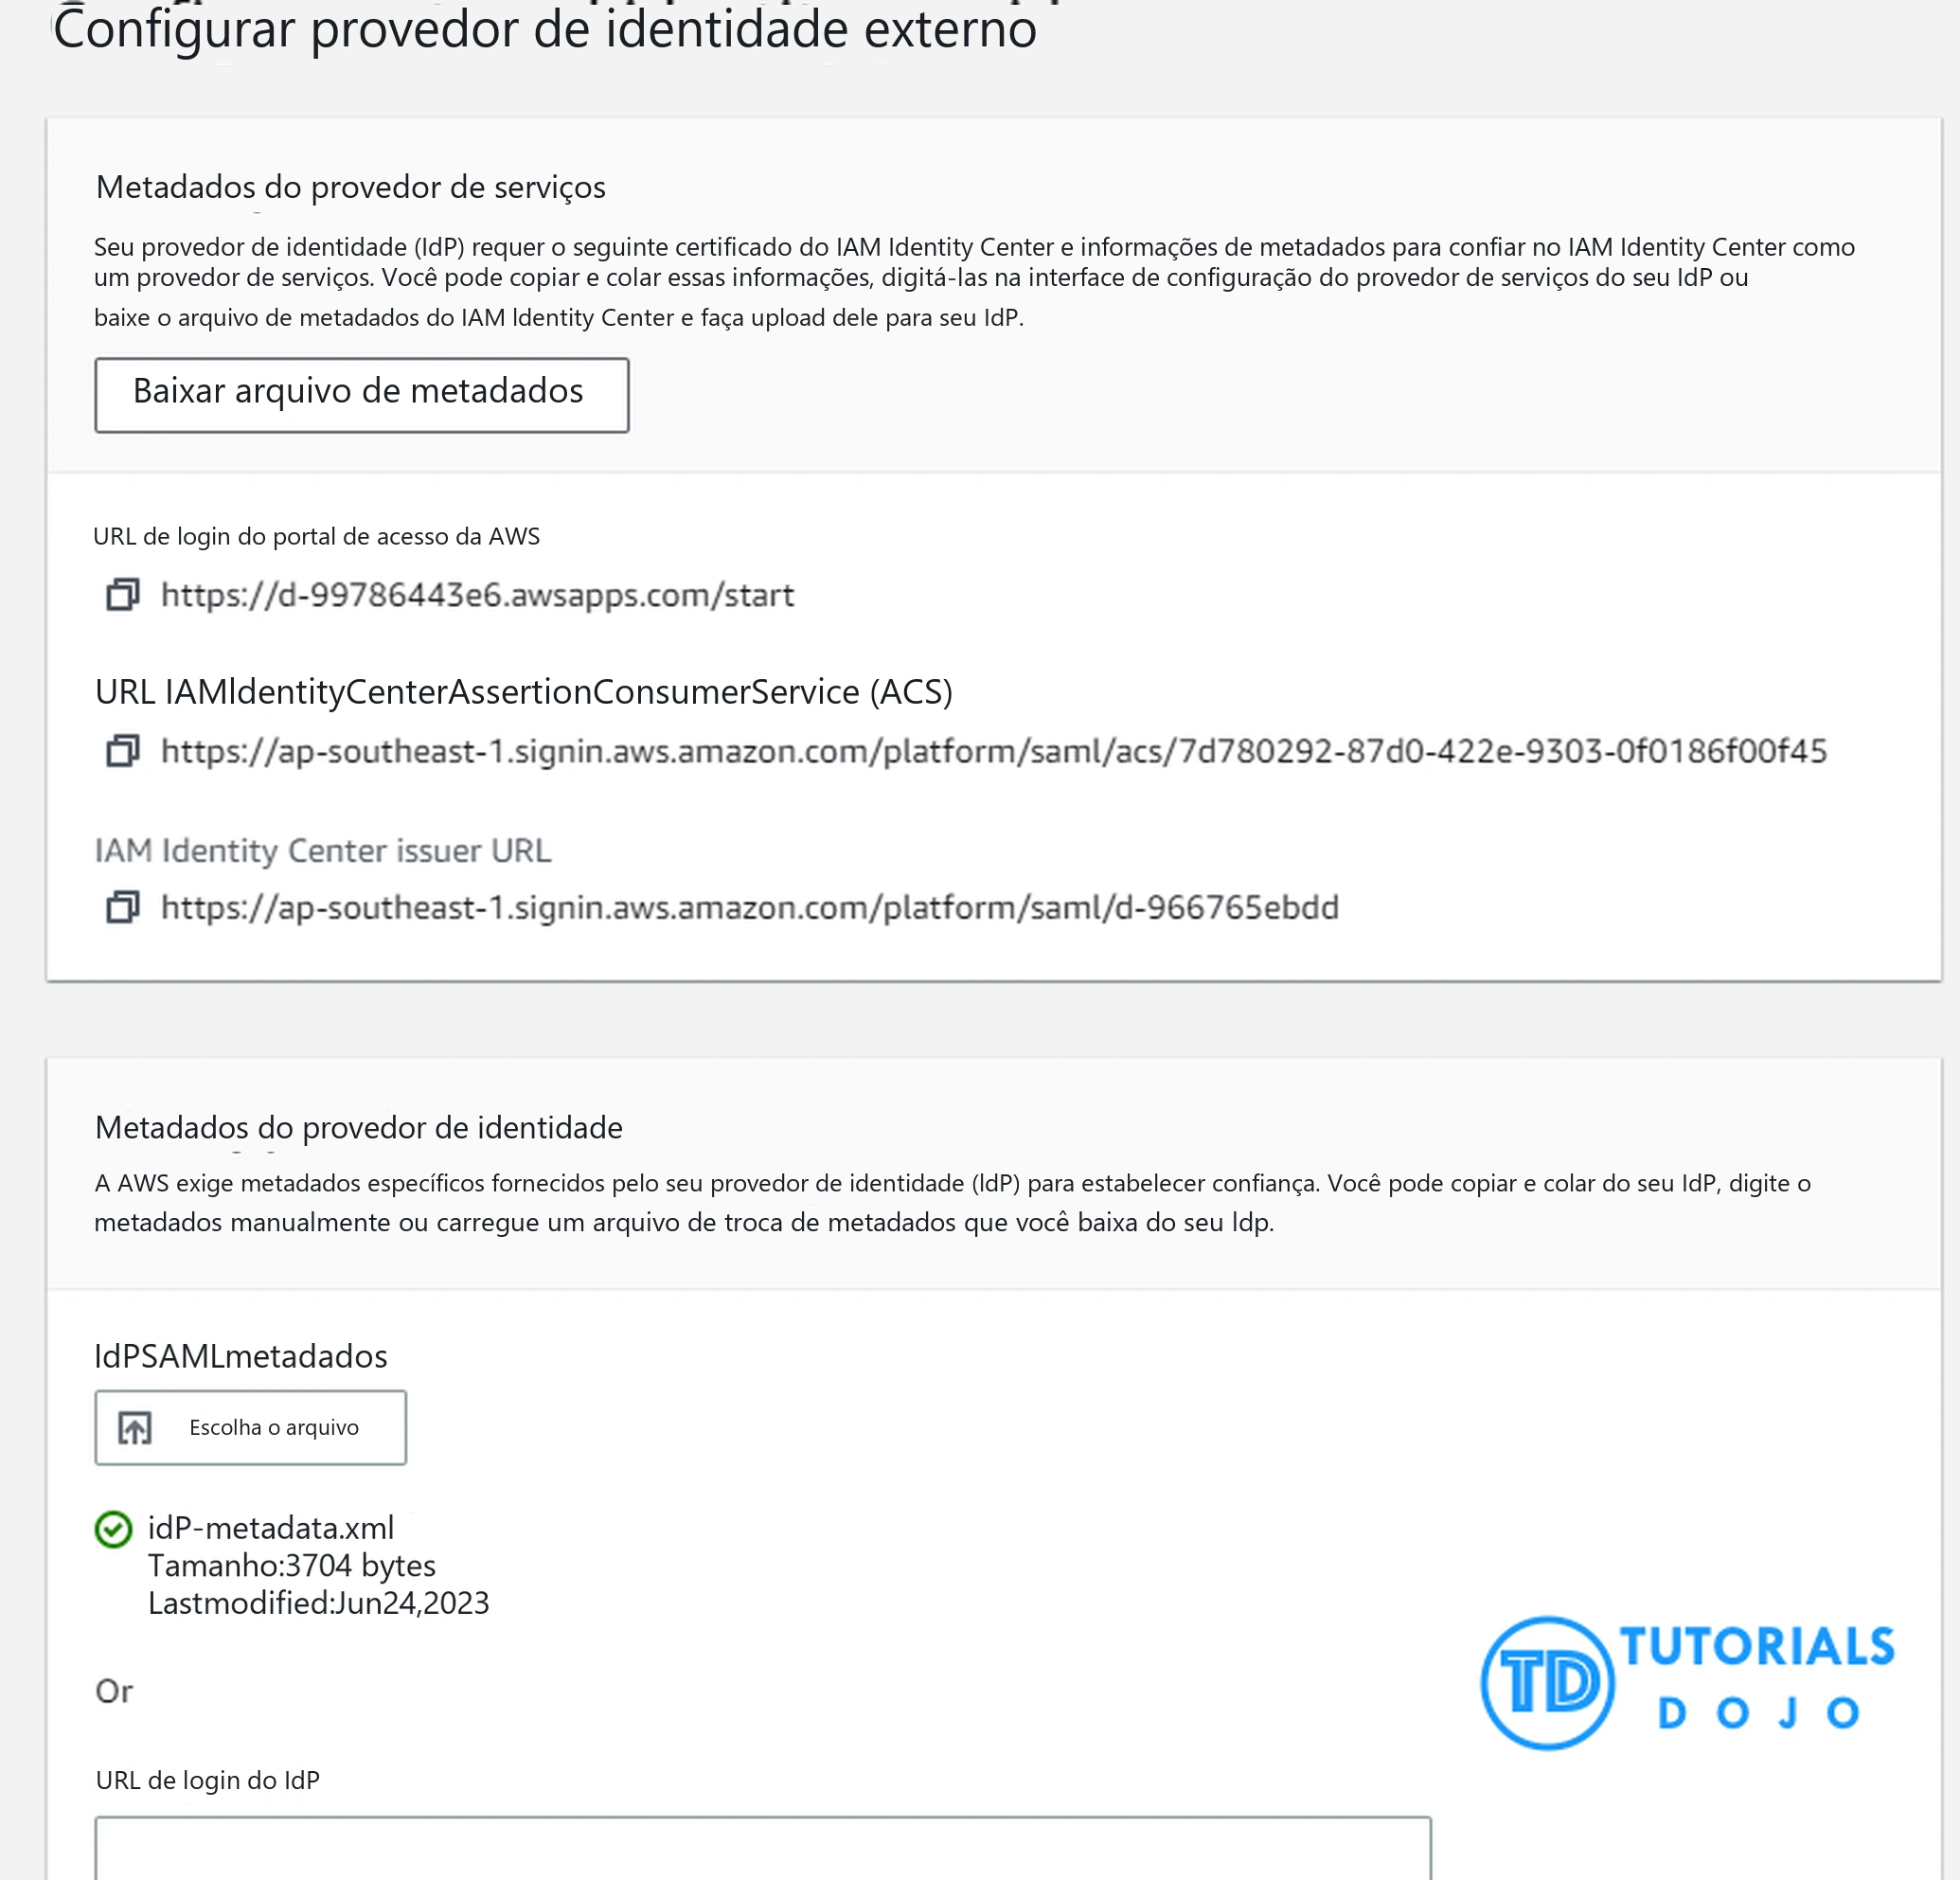 Configurar provedor de identidade externo
Metadados do provedor de serviços
Seu provedor de identidade (IdP) requer o seguinte certificado do IAM Identity Center e informações de metadados para confiar no IAM Identity Center como
um provedor de serviços. Você pode copiar e colar essas informações, digitá-las na interface de configuração do provedor de serviços do seu IdP ou
baixe o arquivo de metadados do IAM Identity Center e faça upload dele para seu IdP.
Baixar arquivo de metadados
URL de login do portal de acesso da AWS
https://d-99786443e6.awsapps.com/start
URL IAMIdentityCenterAssertionConsumerService (ACS)
https://ap-southeast-1.signin.aws.amazon.com/platform/saml/acs/7d780292-87d0-422e-9303-0f0186f00f45
IAM Identity Center issuer URL
https://ap-southeast-1.signin.aws.amazon.com/platform/saml/d-966765ebdd
Metadados do provedor de identidade
A AWS exige metadados específicos fornecidos pelo seu provedor de identidade (IdP) para estabelecer confiança. Você pode copiar e colar do seu IdP, digite o
metadados manualmente ou carregue um arquivo de troca de metadados que você baixa do seu Idp.
IdPSAMLmetadados
Escolha o arquivo
idP-metadata.xml
Tamanho:3704 bytes
Lastmodified:Jun24,2023
Or
TD TUTORIALS
DOJO
URL de login do IdP